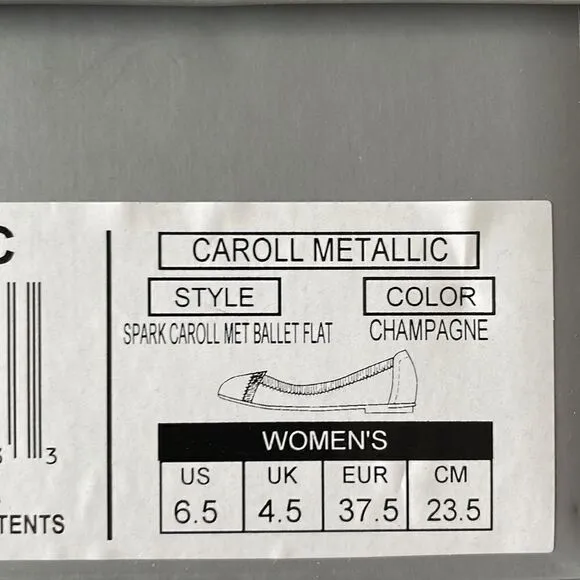 C
CAROLL METALLIC
STYLE
COLOR
SPARK CAROLL MET BALLET FLAT
CHAMPAGNE
WOMEN'S
US UK EUR CM
6.5 4.5 37.5 23.5
3
TENTS